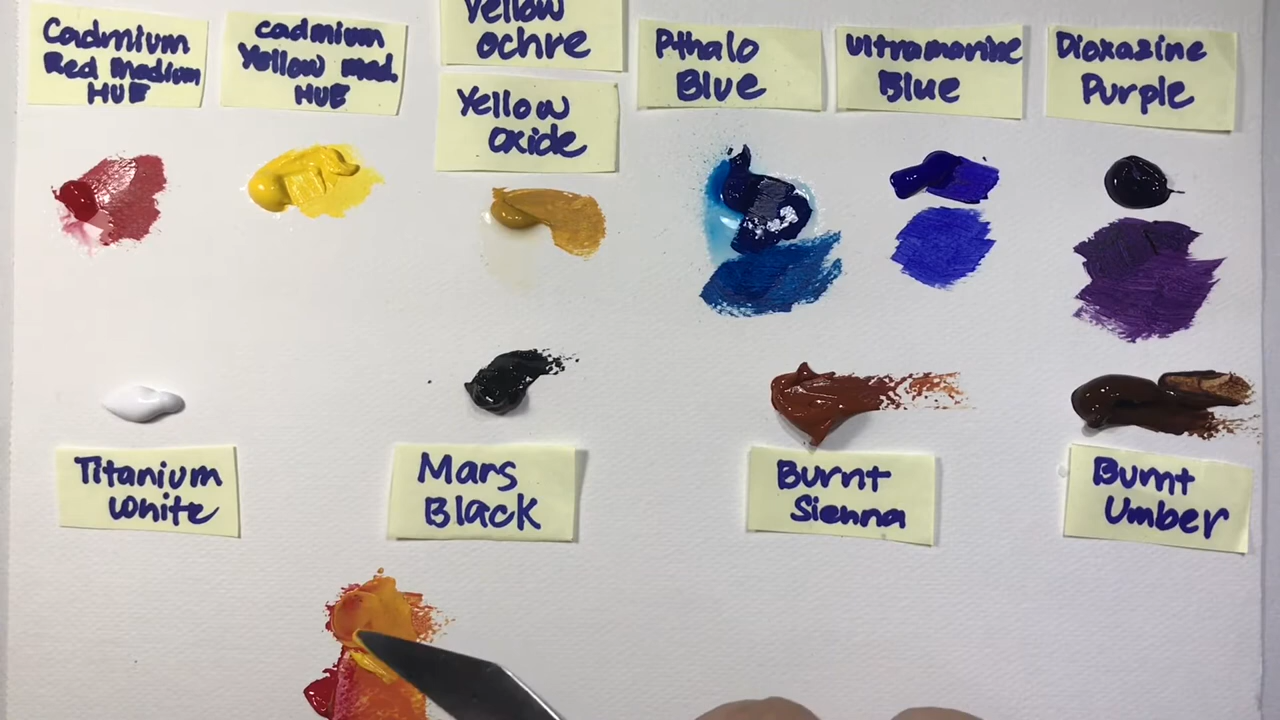 Cadmium
Red Medium
HUE
cadmium
Yellow med.
HUE
Yellow
ochre
Yellow
oxide
Pthalo
Blue
Ultramarine
Blue
Dioxazine
Purple
Titanium
White
Mars
Black
Burnt
Sienna
Burnt
Umber